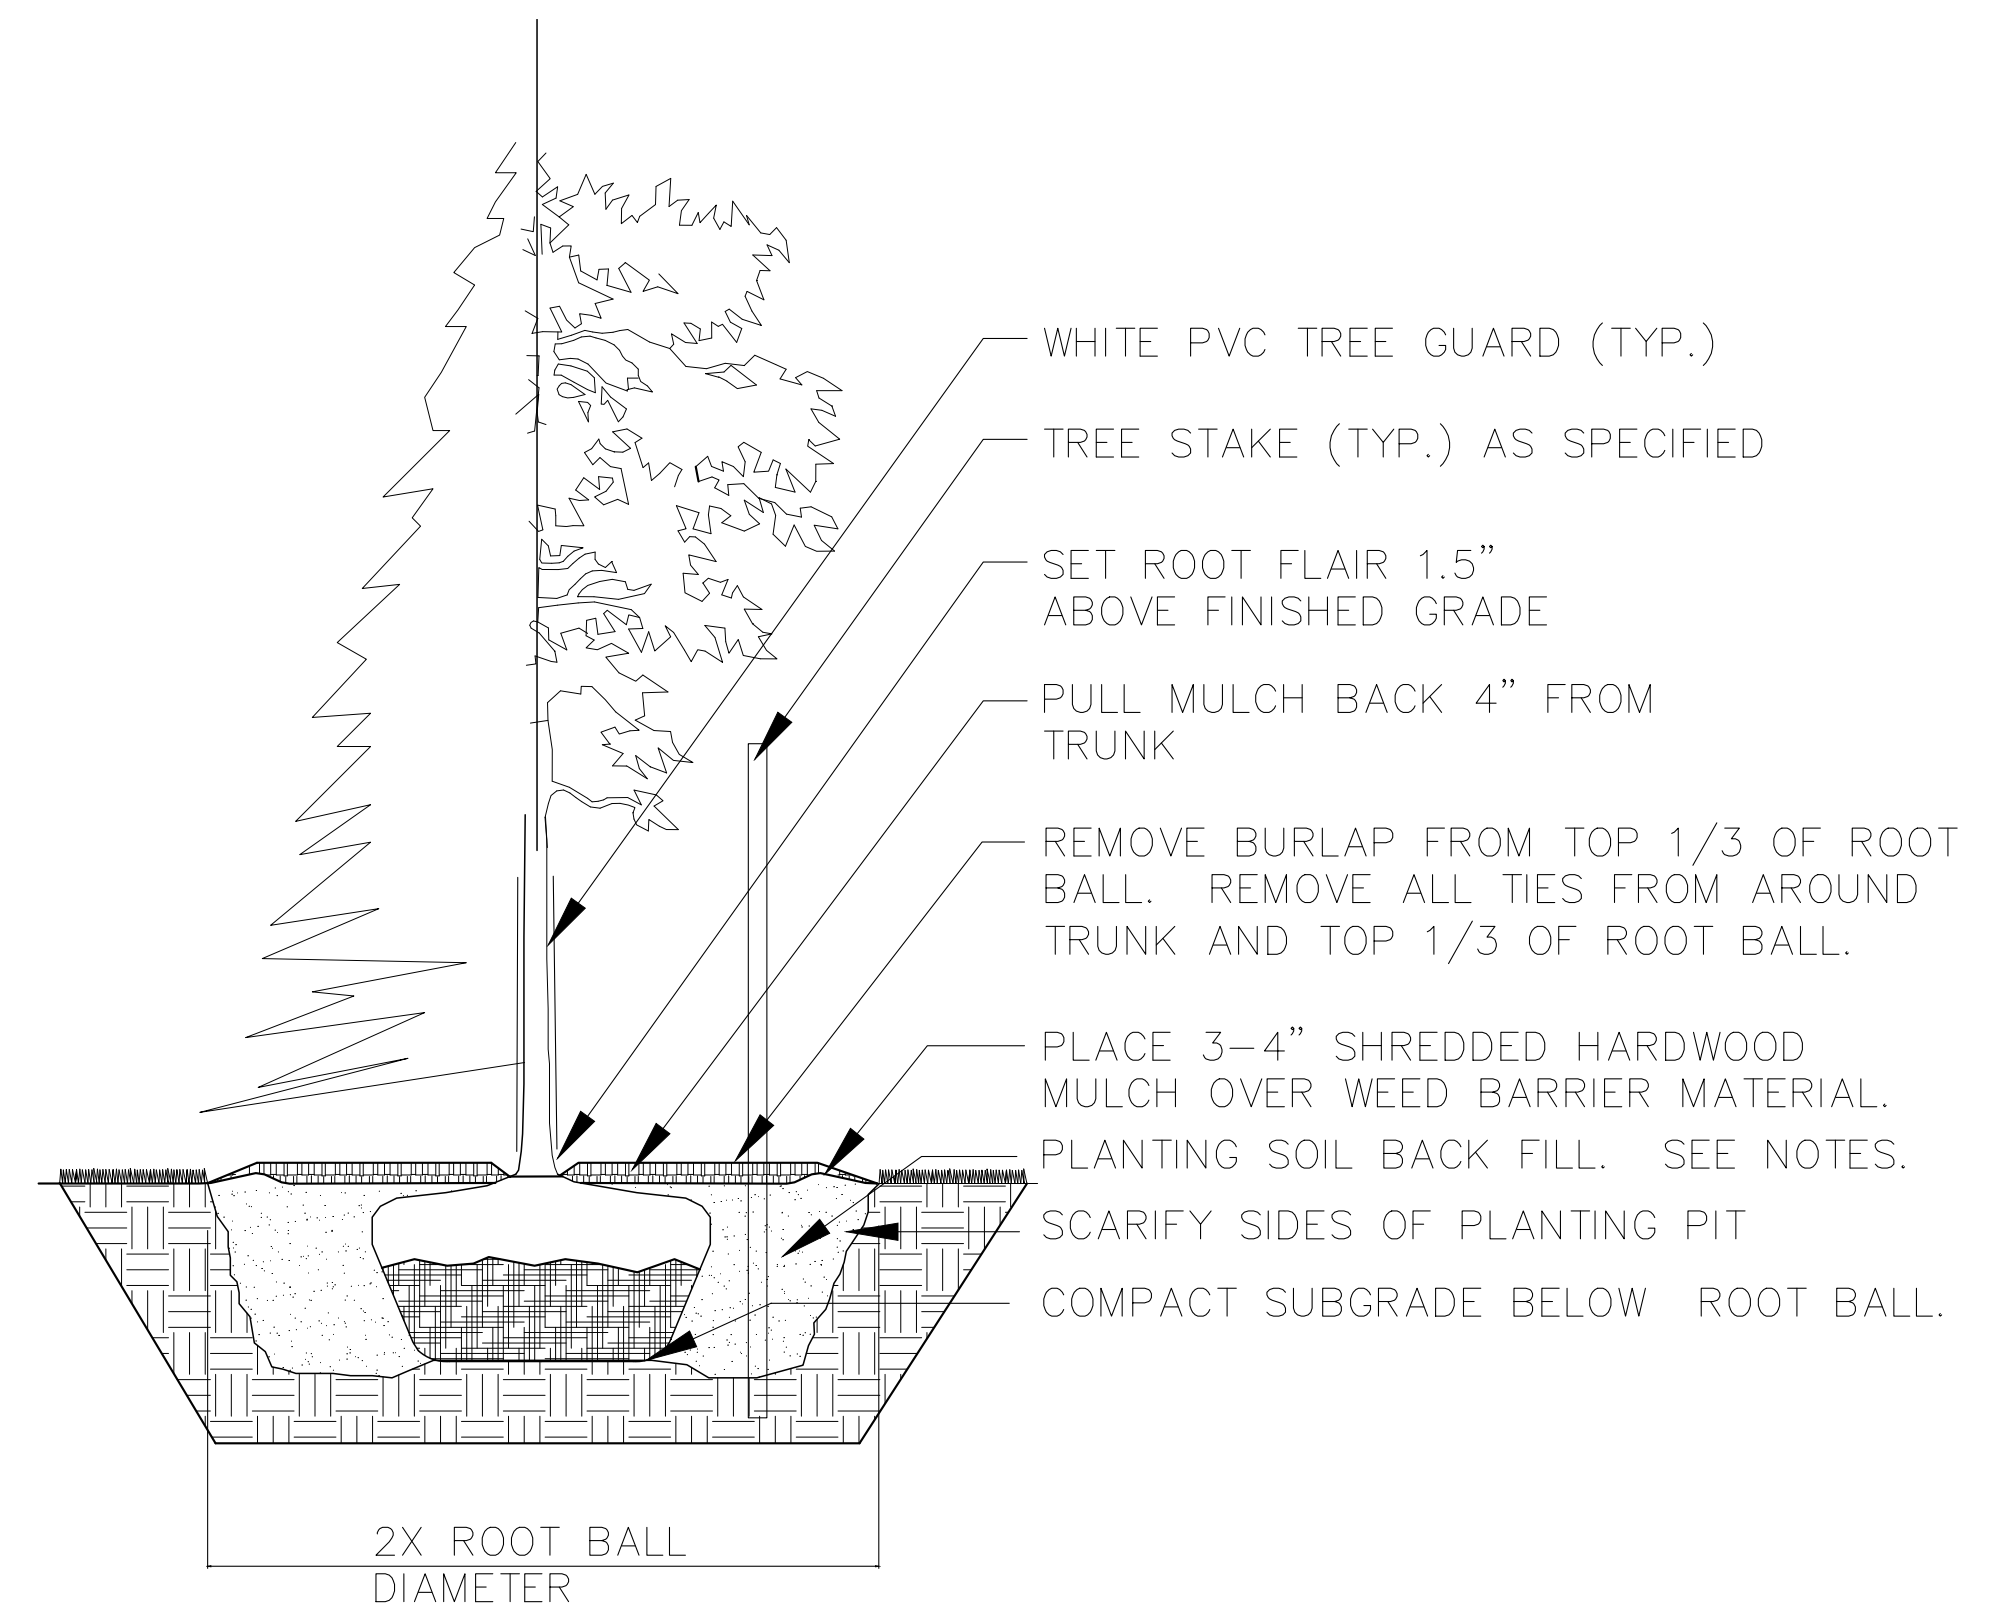 WHITE PVC TREE GUARD (TYP.)
TREE STAKE (TYP.) AS SPECIFIED
SET ROOT FLAIR 1.5"
ABOVE FINISHED GRADE
PULL MULCH BACK 4" FROM
TRUNK
REMOVE BURLAP FROM TOP 1/3 OF ROOT
BALL. REMOVE ALL TIES FROM AROUND
TRUNK AND TOP 1/3 OF ROOT BALL.
PLACE 3-4" SHREDDED HARDWOOD
MULCH OVER WEED BARRIER MATERIAL.
PLANTING SOIL BACK FILL. SEE NOTES.
SCARIFY SIDES OF PLANTING PIT
COMPACT SUBGRADE BELOW ROOT BALL.
2X ROOT BALL
DIAMETER